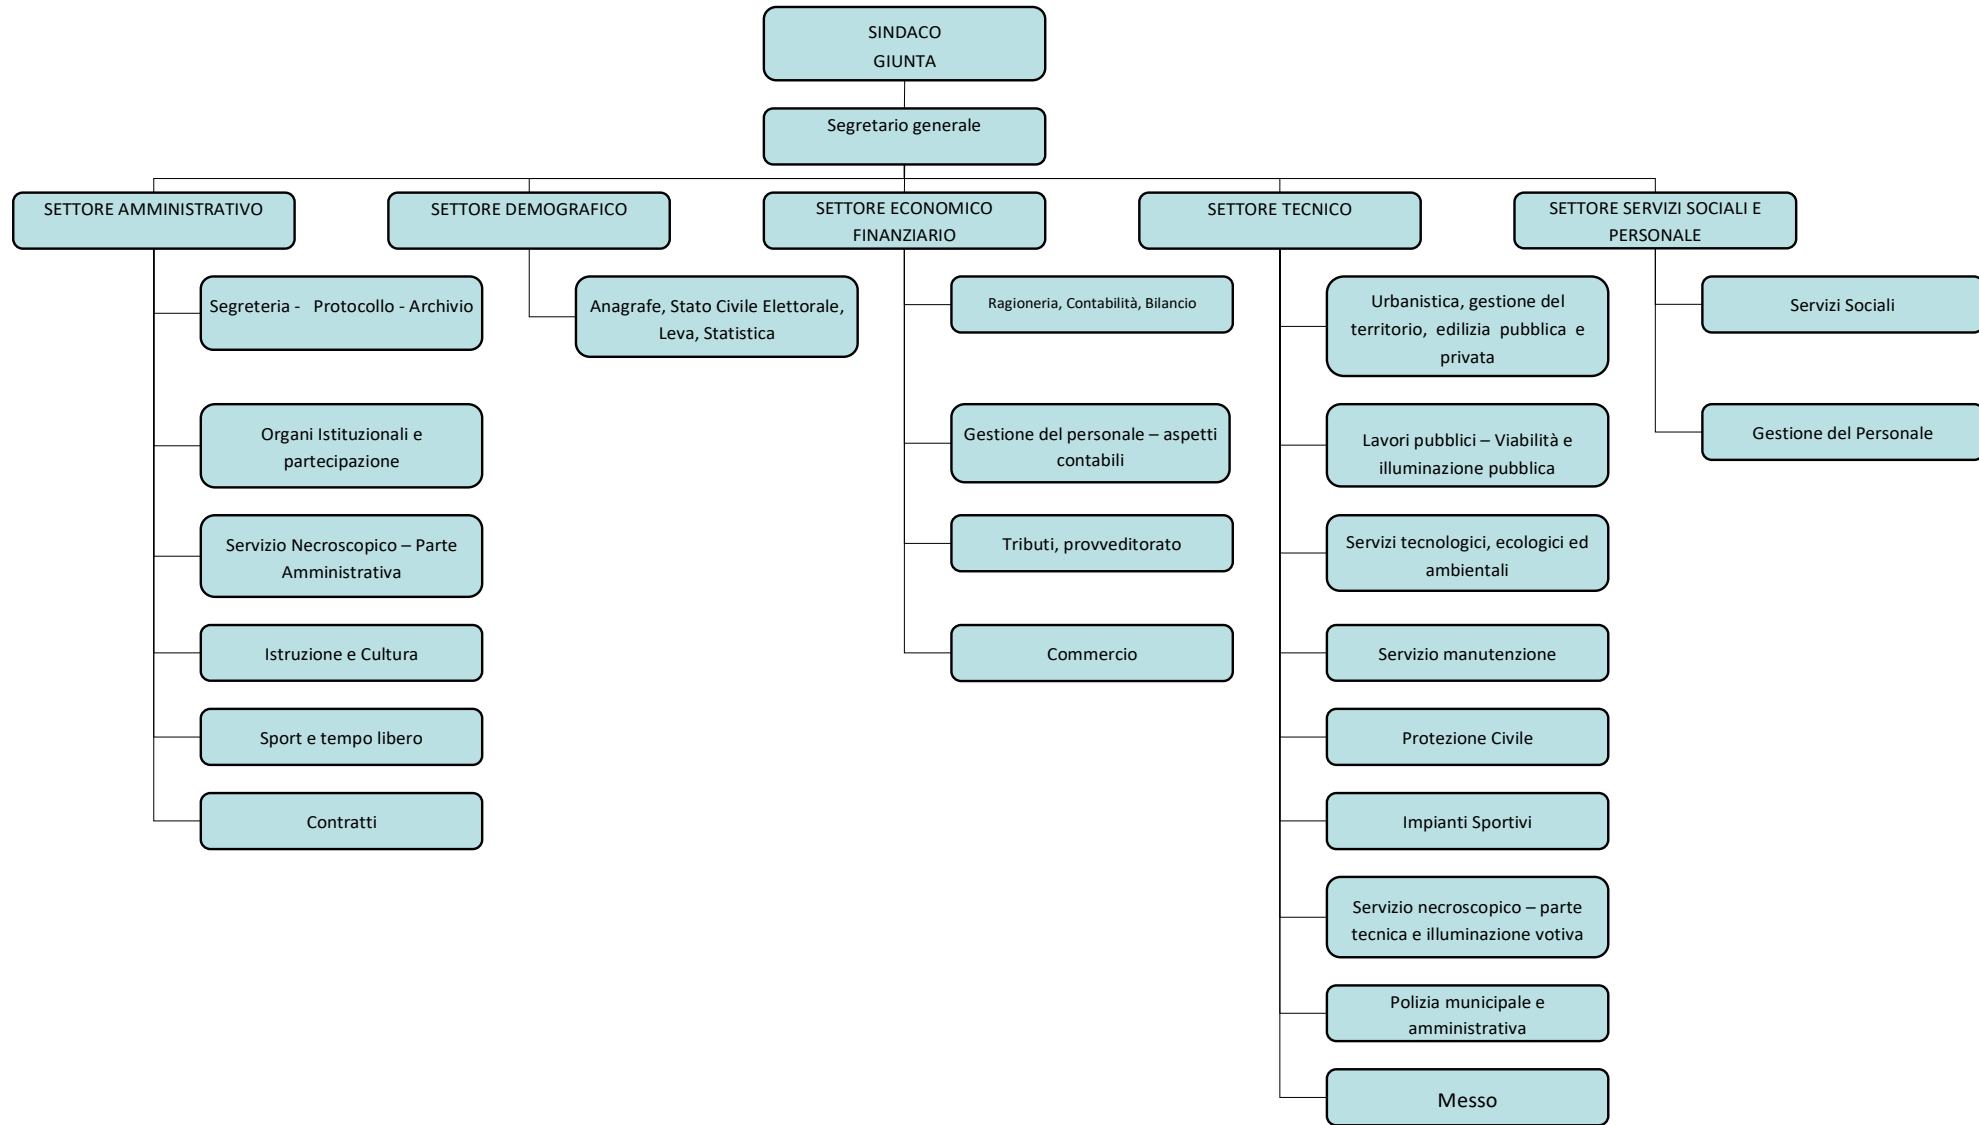 SINDACO
GIUNTA
Segretario generale
SETTORE AMMINISTRATIVO
Segreteria - Protocollo - Archivio
Organi Istituzionali e
partecipazione
Servizio Necroscopico – Parte
Amministrativa
Istruzione e Cultura
Sport e tempo libero
Contratti
SETTORE DEMOGRAFICO
Anagrafe, Stato Civile Elettorale,
Leva, Statistica
SETTORE ECONOMICO
FINANZIARIO
Ragioneria, Contabilità, Bilancio
Gestione del personale – aspetti
contabili
Tributi, provveditorato
Commercio
SETTORE TECNICO
Urbanistica, gestione del
territorio, edilizia pubblica e
privata
Lavori pubblici – Viabilità e
illuminazione pubblica
Servizi tecnologici, ecologici ed
ambientali
Servizio manutenzione
Protezione Civile
Impianti Sportivi
Servizio necroscopico – parte
tecnica e illuminazione votiva
Polizia municipale e
amministrativa
Messo
SETTORE SERVIZI SOCIALI E
PERSONALE
Servizi Sociali
Gestione del Personale